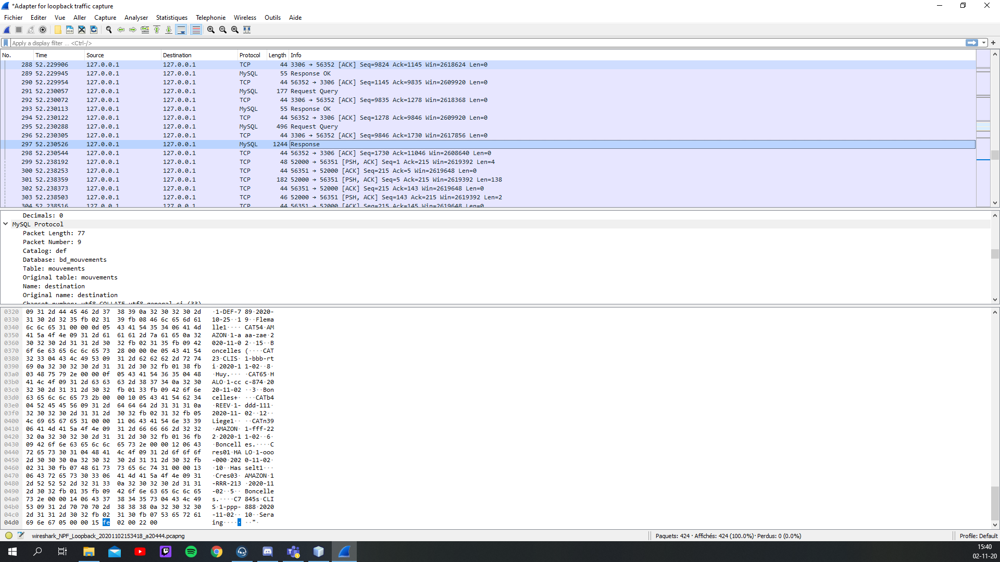 *Adapter for loopback traffic capture
Fichier Editer Vue Aller Capture Analyser Statistiques Telephonie Wireless Outils Aide
Apply a display filter ... <Ctrl-/>
No. Time Source Destination Protocol Length Info
288 52.229906 127.0.0.1 127.0.0.1 TCP 44 3306 → 56352 [ACK] Seq=9824 Ack=1145 Win=2618624 Len=0
289 52.229945 127.0.0.1 127.0.0.1 MySQL 55 Response OK
290 52.229954 127.0.0.1 127.0.0.1 TCP 44 56352 → 3306 [ACK] Seq=1145 Ack=9835 Win=2609920 Len=0
291 52.230057 127.0.0.1 127.0.0.1 MySQL 177 Request Query
292 52.230072 127.0.0.1 127.0.0.1 TCP 44 3306 → 56352 [ACK] Seq=9835 Ack=1278 Win=2618368 Len=0
293 52.230113 127.0.0.1 127.0.0.1 MySQL 55 Response OK
294 52.230122 127.0.0.1 127.0.0.1 TCP 44 56352 → 3306 [ACK] Seq=1278 Ack=9846 Win=2609920 Len=0
295 52.230288 127.0.0.1 127.0.0.1 MySQL 496 Request Query
296 52.230305 127.0.0.1 127.0.0.1 TCP 44 3306 → 56352 [ACK] Seq=9846 Ack=1730 Win=2617856 Len=0
297 52.230526 127.0.0.1 127.0.0.1 MySQL 1244 Response
298 52.230544 127.0.0.1 127.0.0.1 TCP 44 56352 → 3306 [ACK] Seq=1730 Ack=11046 Win=2608640 Len=0
299 52.238192 127.0.0.1 127.0.0.1 TCP 48 52000 → 56351 [PSH, ACK] Seq=1 Ack=215 Win=2619392 Len=4
300 52.238253 127.0.0.1 127.0.0.1 TCP 44 56351 → 52000 [ACK] Seq=215 Ack=5 Win=2619648 Len=0
301 52.238359 127.0.0.1 127.0.0.1 TCP 182 52000 → 56351 [PSH, ACK] Seq=5 Ack=215 Win=2619392 Len=138
302 52.238373 127.0.0.1 127.0.0.1 TCP 44 56351 → 52000 [ACK] Seq=215 Ack=143 Win=2619648 Len=0
303 52.238503 127.0.0.1 127.0.0.1 TCP 46 52000 → 56351 [PSH, ACK] Seq=143 Ack=215 Win=2619392 Len=2
304 52.238516 127.0.0.1 127.0.0.1 TCP 44 56351 → 52000 [ACK] Seq=215 Ack=145 Win=2619648 Len=0
Decimals: 0
MySQL Protocol
Packet Length: 77
Packet Number: 9
Catalog: def
Database: bd_mouvements
Table: mouvements
Original table: mouvements
Name: destination
Original name: destination
Charset number: utf8 COLLATE utf8_general_ci (33)
0320 09 31 2d 44 45 46 2d 37 38 39 0a 32 30 32 30 2d ·1-DEF-7 89·2020-
0330 31 30 2d 32 35 fb 02 31 39 fb 08 46 6c 65 6d 61 10-25··1 9··Flema
0340 6c 6c 65 31 00 00 0d 05 43 41 54 35 34 06 41 4d lle1···· CAT54·AM
0350 41 5a 4f 4e 09 31 2d 61 61 61 2d 7a 61 65 0a 32 AZON·1-a aa-zae·2
0360 30 32 30 2d 31 31 2d 30 32 fb 02 31 35 fb 09 42 020-11-0 2··15··B
0370 6f 6e 63 65 6c 6c 65 73 28 00 00 0e 05 43 41 54 oncelles (····CAT
0380 32 33 04 43 4c 49 53 09 31 2d 62 62 62 2d 72 74 23·CLIS· 1-bbb-rt
0390 69 0a 32 30 32 30 2d 31 31 2d 30 32 fb 01 38 fb i·2020-1 1-02··8·
03a0 03 48 75 79 2e 00 00 0f 05 43 41 54 36 35 04 48 ·Huy.··· ·CAT65·H
03b0 41 4c 4f 09 31 2d 63 63 63 2d 38 37 34 0a 32 30 ALO·1-cc c-874·20
03c0 32 30 2d 31 31 2d 30 32 fb 01 33 fb 09 42 6f 6e 20-11-02 ··3··Bon
03d0 63 65 6c 6c 65 73 2b 00 00 10 05 43 41 54 62 34 celles+· ···CATb4
03e0 04 52 45 45 56 09 31 2d 64 64 64 2d 31 31 31 0a ·REEV·1- ddd-111·
03f0 32 30 32 30 2d 31 31 2d 30 32 fb 02 31 32 fb 05 2020-11- 02··12··
0400 4c 69 65 67 65 31 00 00 11 06 43 41 54 6e 33 39 Liege1·· ··CATn39
0410 06 41 4d 41 5a 4f 4e 09 31 2d 66 66 66 2d 32 32 ·AMAZON· 1-fff-22
0420 32 0a 32 30 32 30 2d 31 31 2d 30 32 fb 01 36 fb 2·2020-1 1-02··6·
0430 09 42 6f 6e 63 65 6c 6c 65 73 2e 00 00 12 06 43 ·Boncell es.····C
0440 72 65 73 30 31 04 48 41 4c 4f 09 31 2d 6f 6f 6f res01·HA LO·1-ooo
0450 2d 30 30 30 0a 32 30 32 30 2d 31 31 2d 30 32 fb -000·202 0-11-02·
0460 02 31 30 fb 07 48 61 73 73 65 6c 74 31 00 00 13 ·10··Has selt1···
0470 06 43 72 65 73 30 33 06 41 4d 41 5a 4f 4e 09 31 ·Cres03· AMAZON·1
0480 2d 52 52 52 2d 32 31 33 0a 32 30 32 30 2d 31 31 -RRR-213 ·2020-11
0490 2d 30 32 fb 01 35 fb 09 42 6f 6e 63 65 6c 6c 65 -02··5·· Boncelle
04a0 73 2e 00 00 14 06 43 37 38 34 35 73 04 43 4c 49 s.····C7 845s·CLI
04b0 53 09 31 2d 70 70 70 2d 38 38 38 0a 32 30 32 30 S·1-ppp- 888·2020
04c0 2d 31 31 2d 30 32 fb 02 31 30 fb 07 53 65 72 61 -11-02·· 10··Sera
04d0 69 6e 67 05 00 00 15 fe 02 00 22 00 ing····· ··"·
wireshark_NPF_Loopback_20201102153418_a20444.pcapng Paquets: 424 · Affichés: 424 (100.0%) · Perdus: 0 (0.0%) Profile: Default
15:40
02-11-20